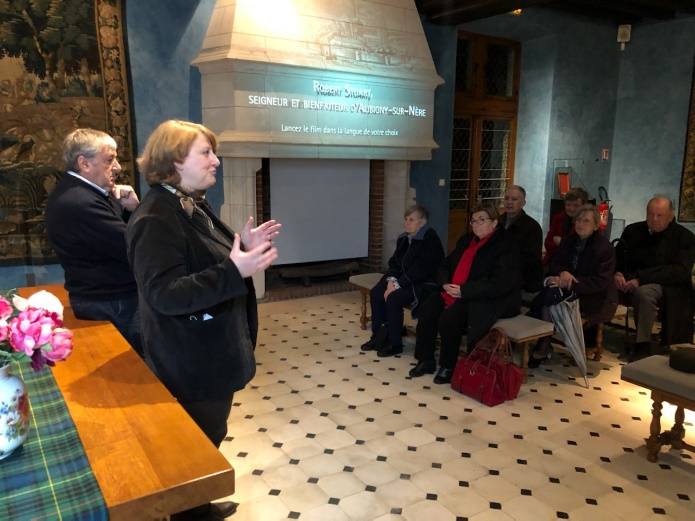 Robert Stuart,
seigneur et bienfaiteur d'Aubigny-sur-Nère
Lancez le film dans la langue de votre choix